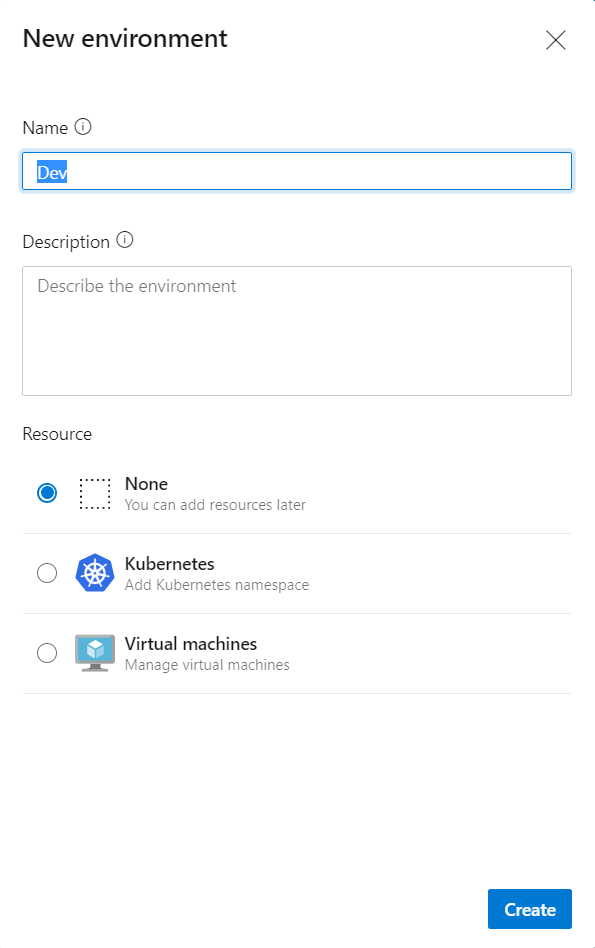 New environment
Name
Dev
Description
Describe the environment
Resource
None
You can add resources later
Kubernetes
Add Kubernetes namespace
Virtual machines
Manage virtual machines
Create